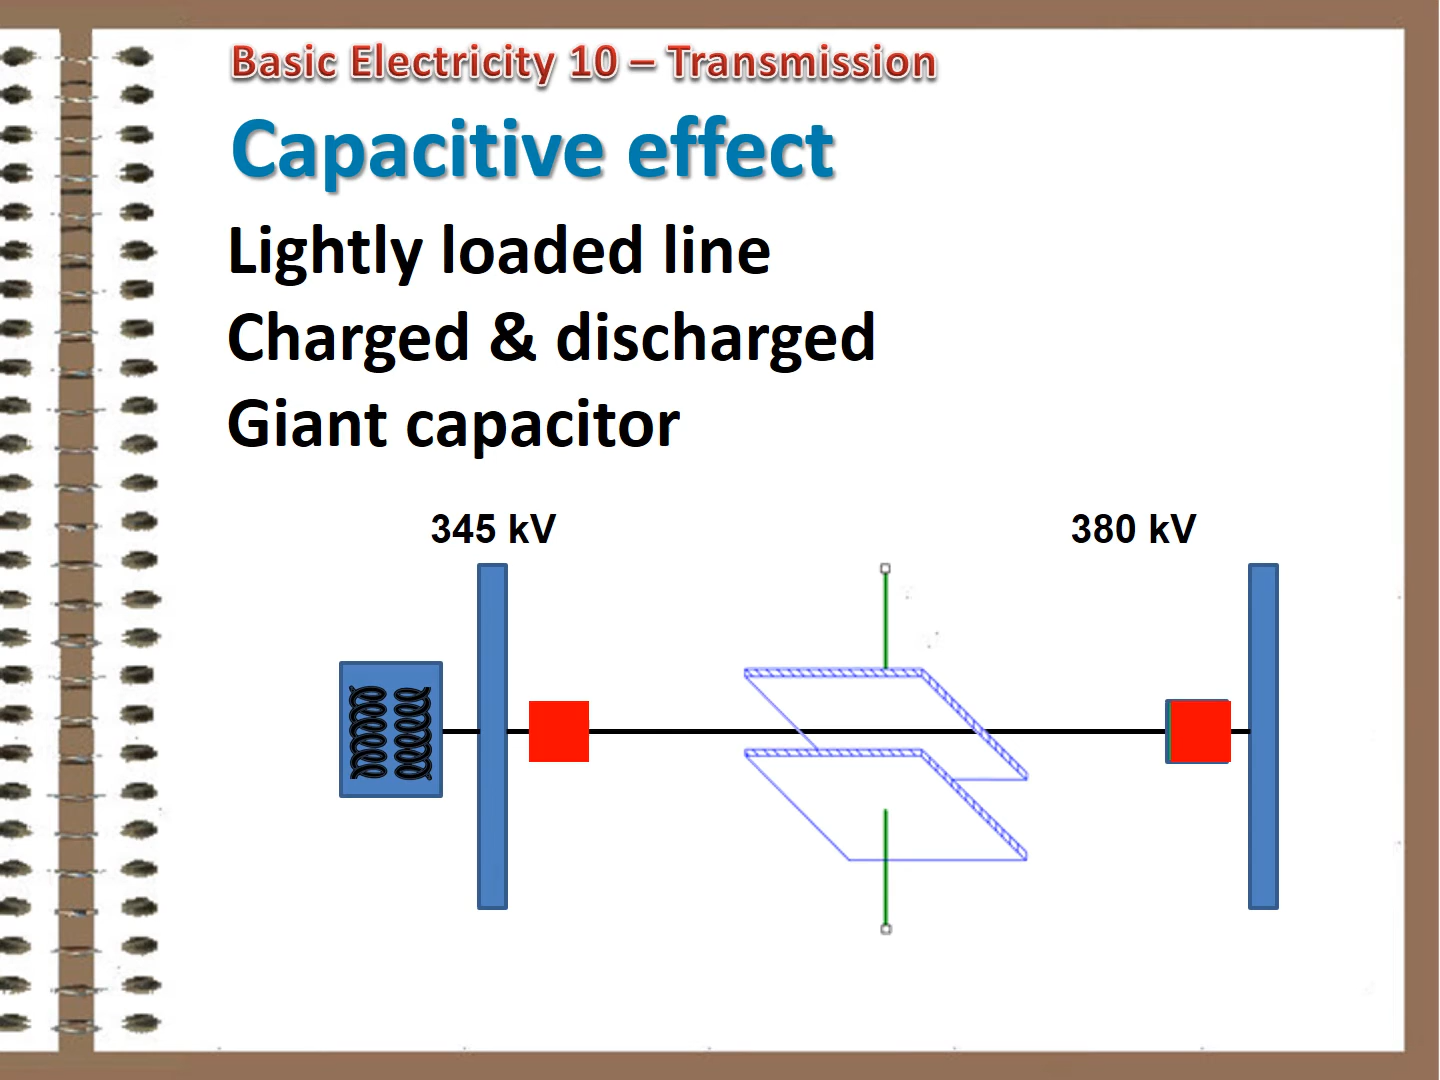 Basic Electricity 10 – Transmission
Capacitive effect
Lightly loaded line
Charged & discharged
Giant capacitor
345 kV
380 kV